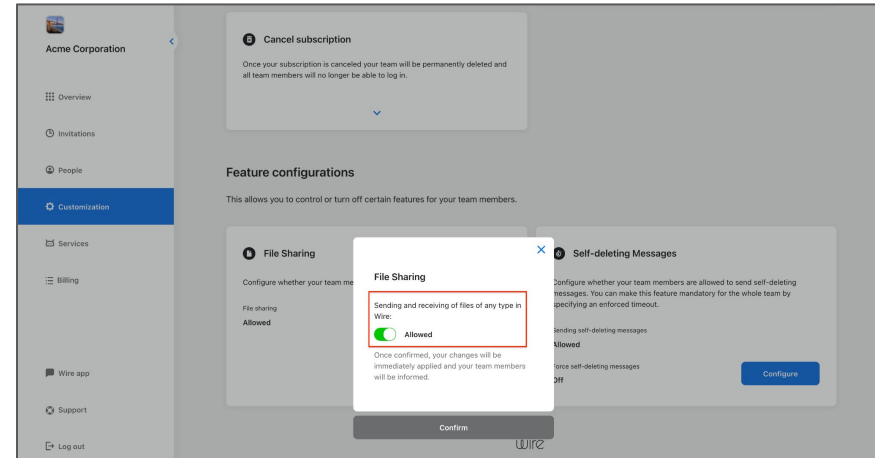 Acme Corporation
Overview
Invitations
People
Customization
Services
Billing
Wire app
Support
Log out
Cancel subscription
Once your subscription is canceled your team will be permanently deleted and
all team members will no longer be able to log in.
Feature configurations
This allows you to control or turn off certain features for your team members.
File Sharing
Configure whether your team me
File sharing
Allowed
File Sharing
Sending and receiving of files of any type in
Wire:
Allowed
Once confirmed, your changes will be
immediately applied and your team members
will be informed.
Confirm
Self-deleting Messages
Configure whether your team members are allowed to send self-deleting
messages. You can make this feature mandatory for the whole team by
specifying an enforced timeout.
Sending self-deleting messages
Allowed
Force self-deleting messages
Off
Configure
wire